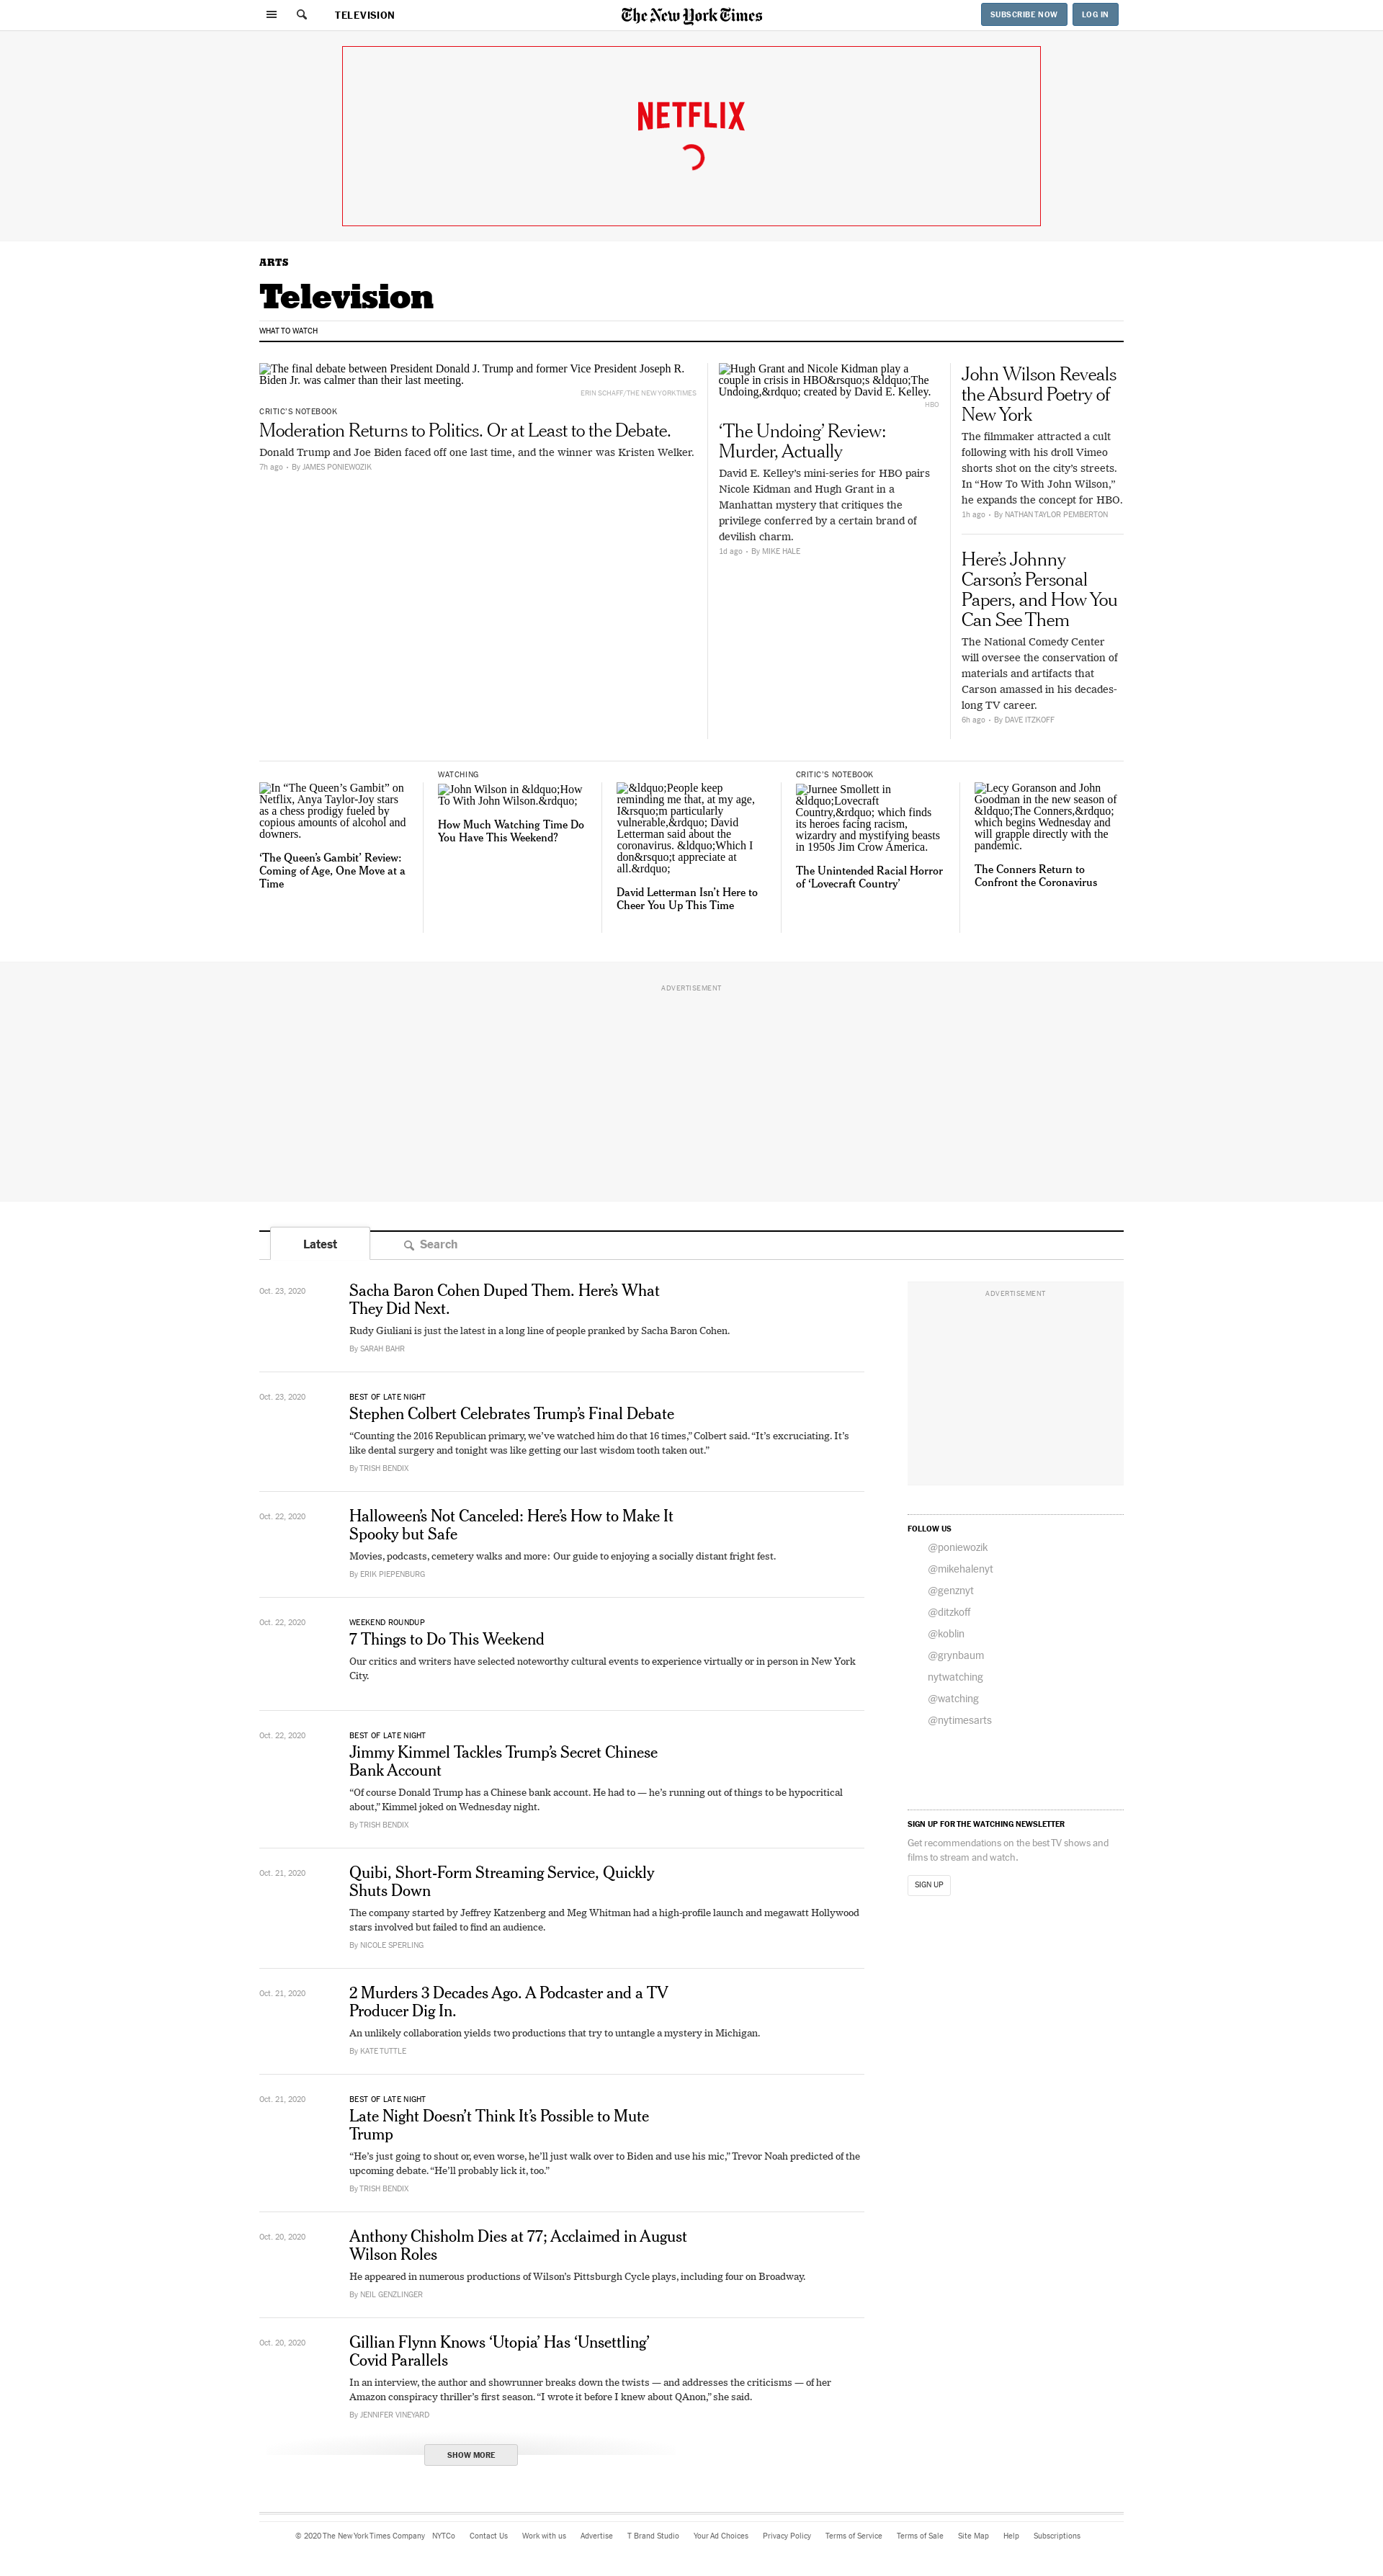 TELEVISION
The New York Times
SUBSCRIBE NOW
LOG IN
NETFLIX
ARTS
Television
WHAT TO WATCH
The final debate between President Donald J. Trump and former Vice President Joseph R.
Biden Jr. was calmer than their last meeting.
ERIN SCHAFF/THE NEW YORK TIMES
CRITIC'S NOTEBOOK
Moderation Returns to Politics. Or at Least to the Debate.
Donald Trump and Joe Biden faced off one last time, and the winner was Kristen Welker.
7h ago • By JAMES PONIEWOZIK
Hugh Grant and Nicole Kidman play a
couple in crisis in HBO&rsquo;s &ldquo;The
Undoing,&rdquo; created by David E. Kelley.
HBO
‘The Undoing’ Review:
Murder, Actually
David E. Kelley’s mini-series for HBO pairs
Nicole Kidman and Hugh Grant in a
Manhattan mystery that critiques the
privilege conferred by a certain brand of
devilish charm.
1d ago • By MIKE HALE
John Wilson Reveals
the Absurd Poetry of
New York
The filmmaker attracted a cult
following with his droll Vimeo
shorts shot on the city’s streets.
In “How To With John Wilson,”
he expands the concept for HBO.
1h ago • By NATHAN TAYLOR PEMBERTON
Here’s Johnny
Carson’s Personal
Papers, and How You
Can See Them
The National Comedy Center
will oversee the conservation of
materials and artifacts that
Carson amassed in his decades-
long TV career.
6h ago • By DAVE ITZKOFF
In “The Queen’s Gambit” on
Netflix, Anya Taylor-Joy stars
as a chess prodigy fueled by
copious amounts of alcohol and
downers.
‘The Queen’s Gambit’ Review:
Coming of Age, One Move at a
Time
WATCHING
John Wilson in &ldquo;How
To With John Wilson.&rdquo;
How Much Watching Time Do
You Have This Weekend?
&ldquo;People keep
reminding me that, at my age,
I&rsquo;m particularly
vulnerable,&rdquo; David
Letterman said about the
coronavirus. &ldquo;Which I
don&rsquo;t appreciate at
all.&rdquo;
David Letterman Isn’t Here to
Cheer You Up This Time
CRITIC'S NOTEBOOK
Jurnee Smollett in
&ldquo;Lovecraft
Country,&rdquo; which finds
its heroes facing racism,
wizardry and mystifying beasts
in 1950s Jim Crow America.
The Unintended Racial Horror
of ‘Lovecraft Country’
Lecy Goranson and John
Goodman in the new season of
&ldquo;The Conners,&rdquo;
which begins Wednesday and
will grapple directly with the
pandemic.
The Conners Return to
Confront the Coronavirus
ADVERTISEMENT
Latest
Search
Oct. 23, 2020
Sacha Baron Cohen Duped Them. Here’s What
They Did Next.
Rudy Giuliani is just the latest in a long line of people pranked by Sacha Baron Cohen.
By SARAH BAHR
Oct. 23, 2020
BEST OF LATE NIGHT
Stephen Colbert Celebrates Trump’s Final Debate
“Counting the 2016 Republican primary, we’ve watched him do that 16 times,” Colbert said. “It’s excruciating. It’s
like dental surgery and tonight was like getting our last wisdom tooth taken out.”
By TRISH BENDIX
Oct. 22, 2020
Halloween’s Not Canceled: Here’s How to Make It
Spooky but Safe
Movies, podcasts, cemetery walks and more: Our guide to enjoying a socially distant fright fest.
By ERIK PIEPENBURG
Oct. 22, 2020
WEEKEND ROUNDUP
7 Things to Do This Weekend
Our critics and writers have selected noteworthy cultural events to experience virtually or in person in New York
City.
Oct. 22, 2020
BEST OF LATE NIGHT
Jimmy Kimmel Tackles Trump’s Secret Chinese
Bank Account
“Of course Donald Trump has a Chinese bank account. He had to — he’s running out of things to be hypocritical
about,” Kimmel joked on Wednesday night.
By TRISH BENDIX
Oct. 21, 2020
Quibi, Short-Form Streaming Service, Quickly
Shuts Down
The company started by Jeffrey Katzenberg and Meg Whitman had a high-profile launch and megawatt Hollywood
stars involved but failed to find an audience.
By NICOLE SPERLING
Oct. 21, 2020
2 Murders 3 Decades Ago. A Podcaster and a TV
Producer Dig In.
An unlikely collaboration yields two productions that try to untangle a mystery in Michigan.
By KATE TUTTLE
Oct. 21, 2020
BEST OF LATE NIGHT
Late Night Doesn’t Think It’s Possible to Mute
Trump
“He’s just going to shout or, even worse, he’ll just walk over to Biden and use his mic,” Trevor Noah predicted of the
upcoming debate. “He’ll probably lick it, too.”
By TRISH BENDIX
Oct. 20, 2020
Anthony Chisholm Dies at 77; Acclaimed in August
Wilson Roles
He appeared in numerous productions of Wilson’s Pittsburgh Cycle plays, including four on Broadway.
By NEIL GENZLINGER
Oct. 20, 2020
Gillian Flynn Knows ‘Utopia’ Has ‘Unsettling’
Covid Parallels
In an interview, the author and showrunner breaks down the twists — and addresses the criticisms — of her
Amazon conspiracy thriller’s first season. “I wrote it before I knew about QAnon,” she said.
By JENNIFER VINEYARD
SHOW MORE
ADVERTISEMENT
FOLLOW US
@poniewozik
@mikehalenyt
@genznyt
@ditzkoff
@koblin
@grynbaum
nytwatching
@watching
@nytimesarts
SIGN UP FOR THE WATCHING NEWSLETTER
Get recommendations on the best TV shows and
films to stream and watch.
SIGN UP
© 2020 The New York Times Company NYTCo Contact Us Work with us Advertise T Brand Studio Your Ad Choices Privacy Policy Terms of Service Terms of Sale Site Map Help Subscriptions